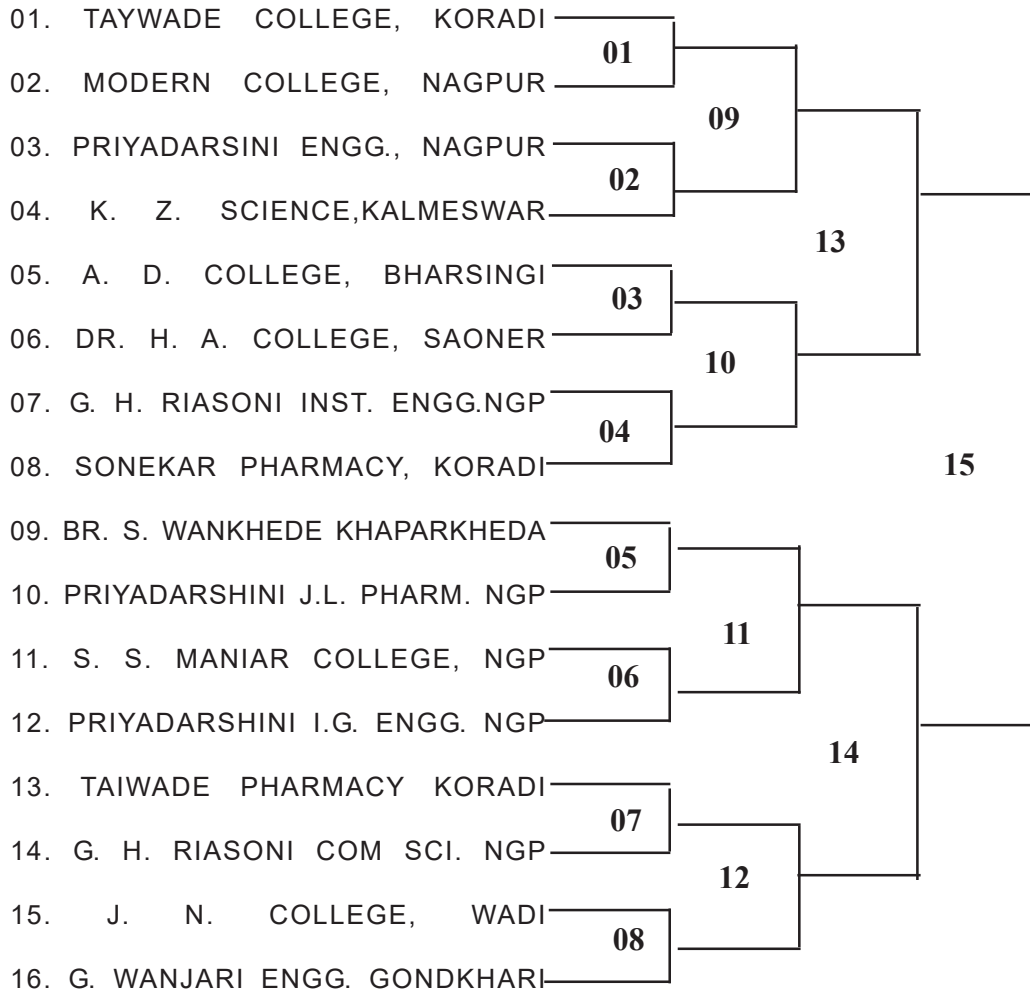 01. TAYWADE COLLEGE, KORADI
01
02. MODERN COLLEGE, NAGPUR
09
03. PRIYADARSINI ENGG., NAGPUR
02
04. K. Z. SCIENCE,KALMESWAR
13
05. A. D. COLLEGE, BHARSINGI
03
06. DR. H. A. COLLEGE, SAONER
10
07. G. H. RIASONI INST. ENGG.NGP
04
08. SONEKAR PHARMACY, KORADI
15
09. BR. S. WANKHEDE KHAPARKHEDA
05
10. PRIYADARSHINI J.L. PHARM. NGP
11
11. S. S. MANIAR COLLEGE, NGP
06
12. PRIYADARSHINI I.G. ENGG. NGP
14
13. TAIWADE PHARMACY KORADI
07
14. G. H. RIASONI COM SCI. NGP
12
15. J. N. COLLEGE, WADI
08
16. G. WANJARI ENGG. GONDKHARI